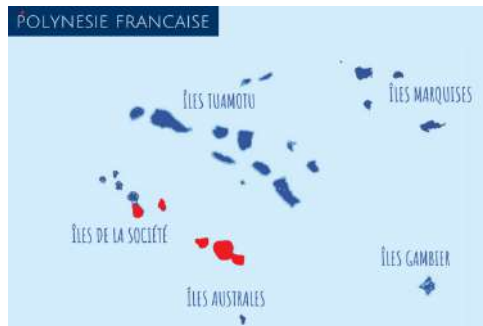 POLYNESIE FRANCAISE
ÎLES TUAMOTU
ÎLES MARQUISES
ÎLES DE LA SOCIÉTÉ
ÎLES GAMBIER
ÎLES AUSTRALES